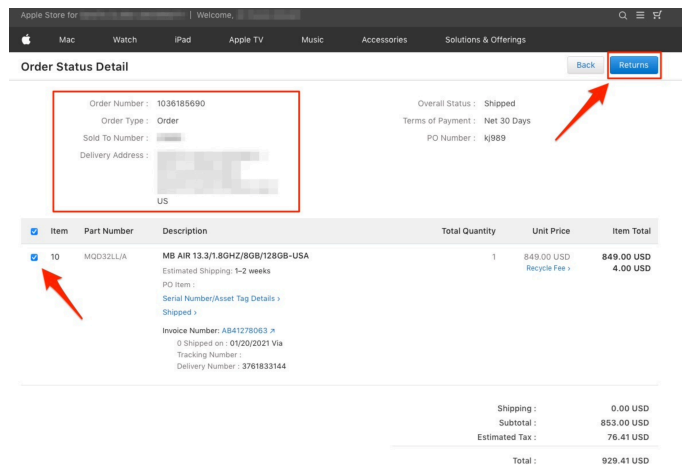 Apple Store for | Welcome,
Mac Watch iPad Apple TV Music Accessories Solutions & Offerings
Order Status Detail Back Returns
Order Number : 1036185690 Overall Status : Shipped
Order Type : Order Terms of Payment : Net 30 Days
Sold To Number : PO Number : kj989
Delivery Address :
US
Item Part Number Description Total Quantity Unit Price Item Total
10 MQD32LL/A MB AIR 13.3/1.8GHZ/8GB/128GB-USA 1 849.00 USD 849.00 USD
Estimated Shipping: 1–2 weeks Recycle Fee › 4.00 USD
PO Item :
Serial Number/Asset Tag Details ›
Shipped ›
Invoice Number: AB41278063 ↗
0 Shipped on : 01/20/2021 Via
Tracking Number :
Delivery Number : 3761833144
Shipping : 0.00 USD
Subtotal : 853.00 USD
Estimated Tax : 76.41 USD
Total : 929.41 USD